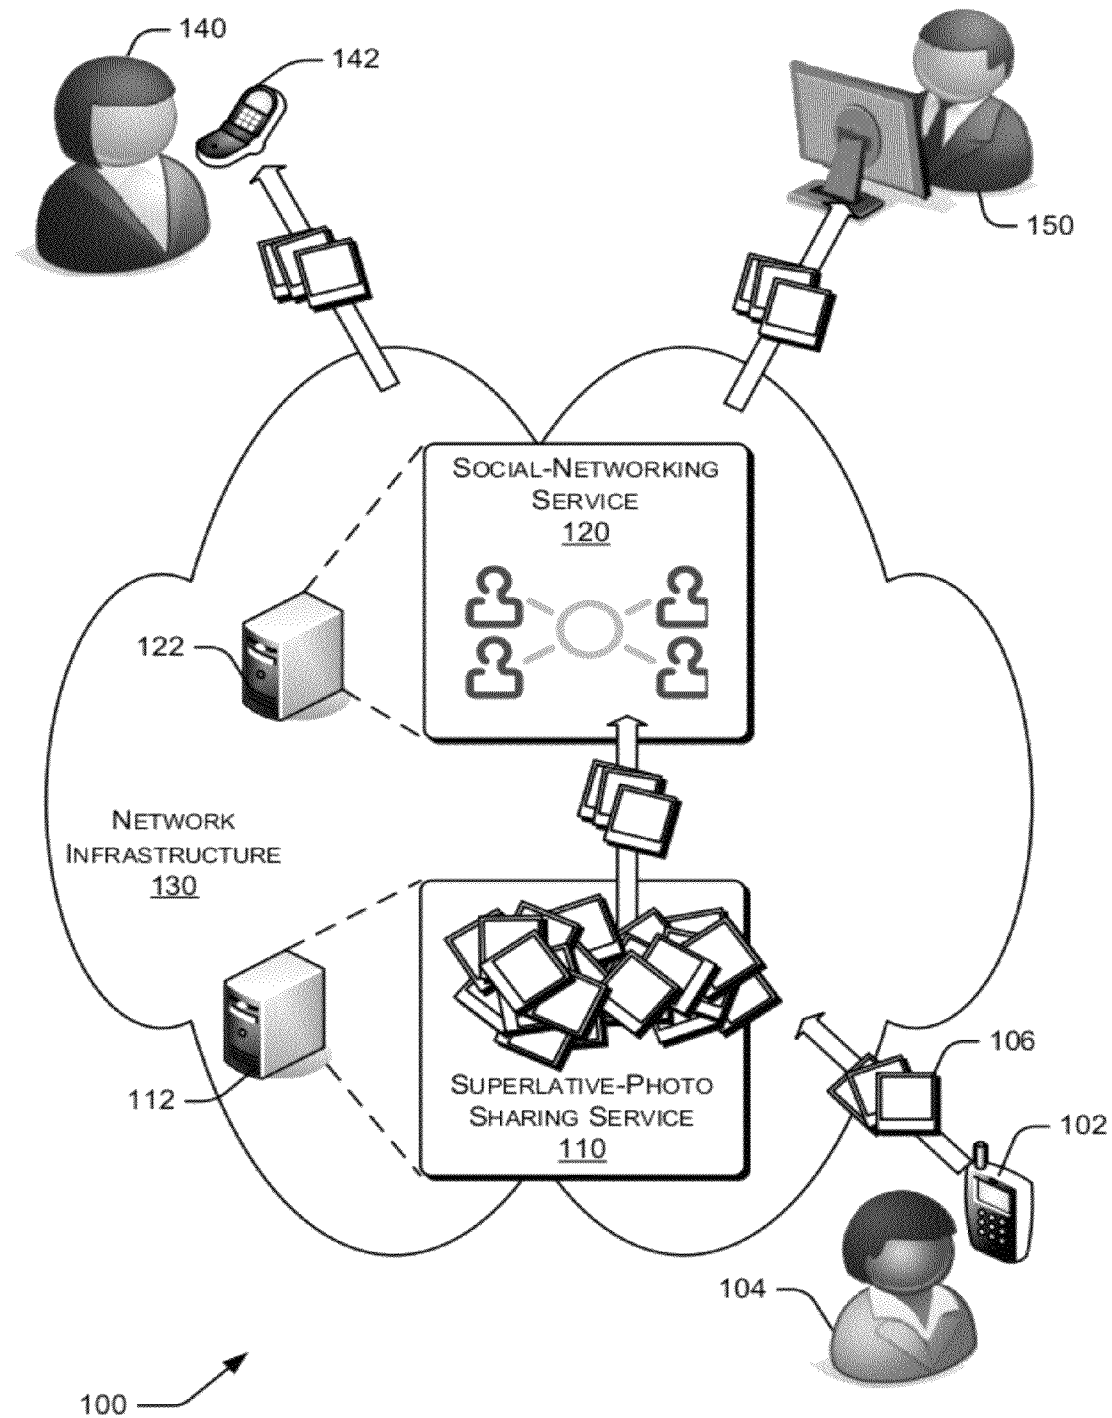 140
142
150
SOCIAL-NETWORKING
SERVICE
120
122
NETWORK
INFRASTRUCTURE
130
106
112
SUPERLATIVE-PHOTO
SHARING SERVICE
110
102
104
100